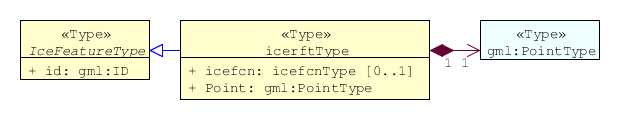 «Type»
IceFeatureType
+ id: gml:ID
«Type»
icerftType
+ icefcn: icefcnType [0..1]
+ Point: gml:PointType
1 1
«Type»
gml:PointType